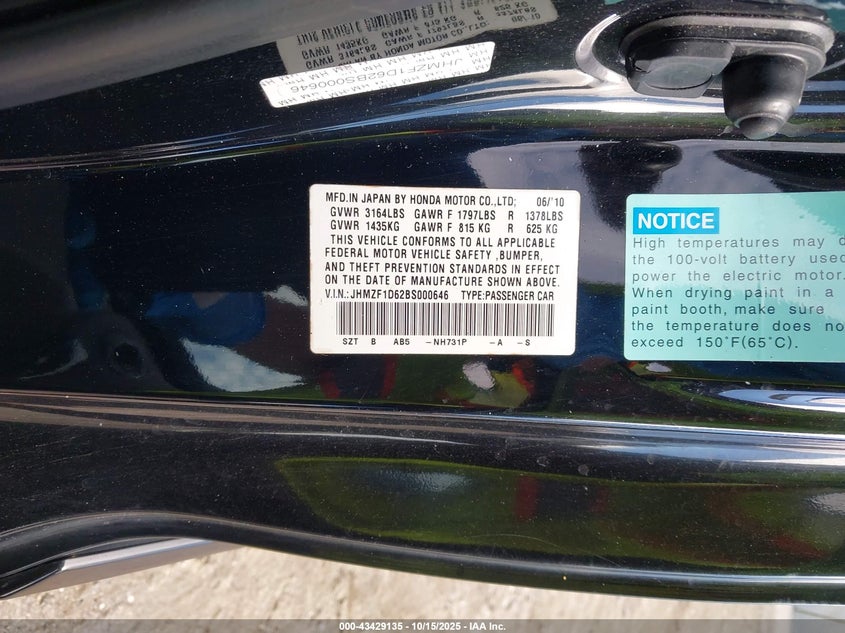 JHMZF1D62BS000646
MFD.IN JAPAN BY HONDA MOTOR CO.,LTD; 06/'10
GVWR 3164LBS GAWR F 1797LBS R 1378LBS
GVWR 1435KG GAWR F 815 KG R 625 KG
THIS VEHICLE CONFORMS TO ALL APPLICABLE
FEDERAL MOTOR VEHICLE SAFETY ,BUMPER,
AND THEFT PREVENTION STANDARDS IN EFFECT
ON THE DATE OF MANUFACTURE SHOWN ABOVE.
V.I.N.: JHMZF1D62BS000646 TYPE:PASSENGER CAR
SZT B AB5 -NH731P -A -S
NOTICE
High temperatures may d
the 100-volt battery used
power the electric motor.
When drying paint in a
paint booth, make sure
the temperature does no
exceed 150°F(65°C).
000-43429135 - 10/15/2025 - IAA Inc.